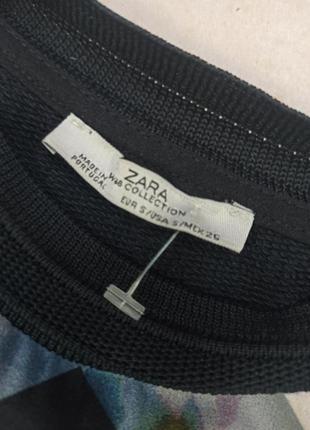 ZARA
W&B COLLECTION
EUR S/USA S/MEX 26
MADE IN
PORTUGAL